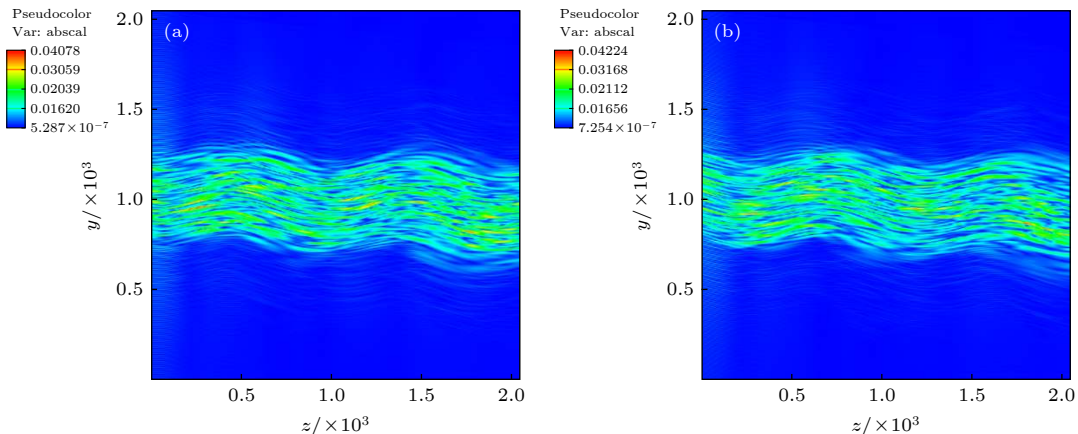 Pseudocolor
Var: abscal
0.04078
0.03059
0.02039
0.01620
5.287×10⁻⁷
(a)
2.0
1.5
1.0
0.5
y/×10³
0.5 1.0 1.5 2.0
z/×10³
Pseudocolor
Var: abscal
0.04224
0.03168
0.02112
0.01656
7.254×10⁻⁷
(b)
2.0
1.5
1.0
0.5
y/×10³
0.5 1.0 1.5 2.0
z/×10³